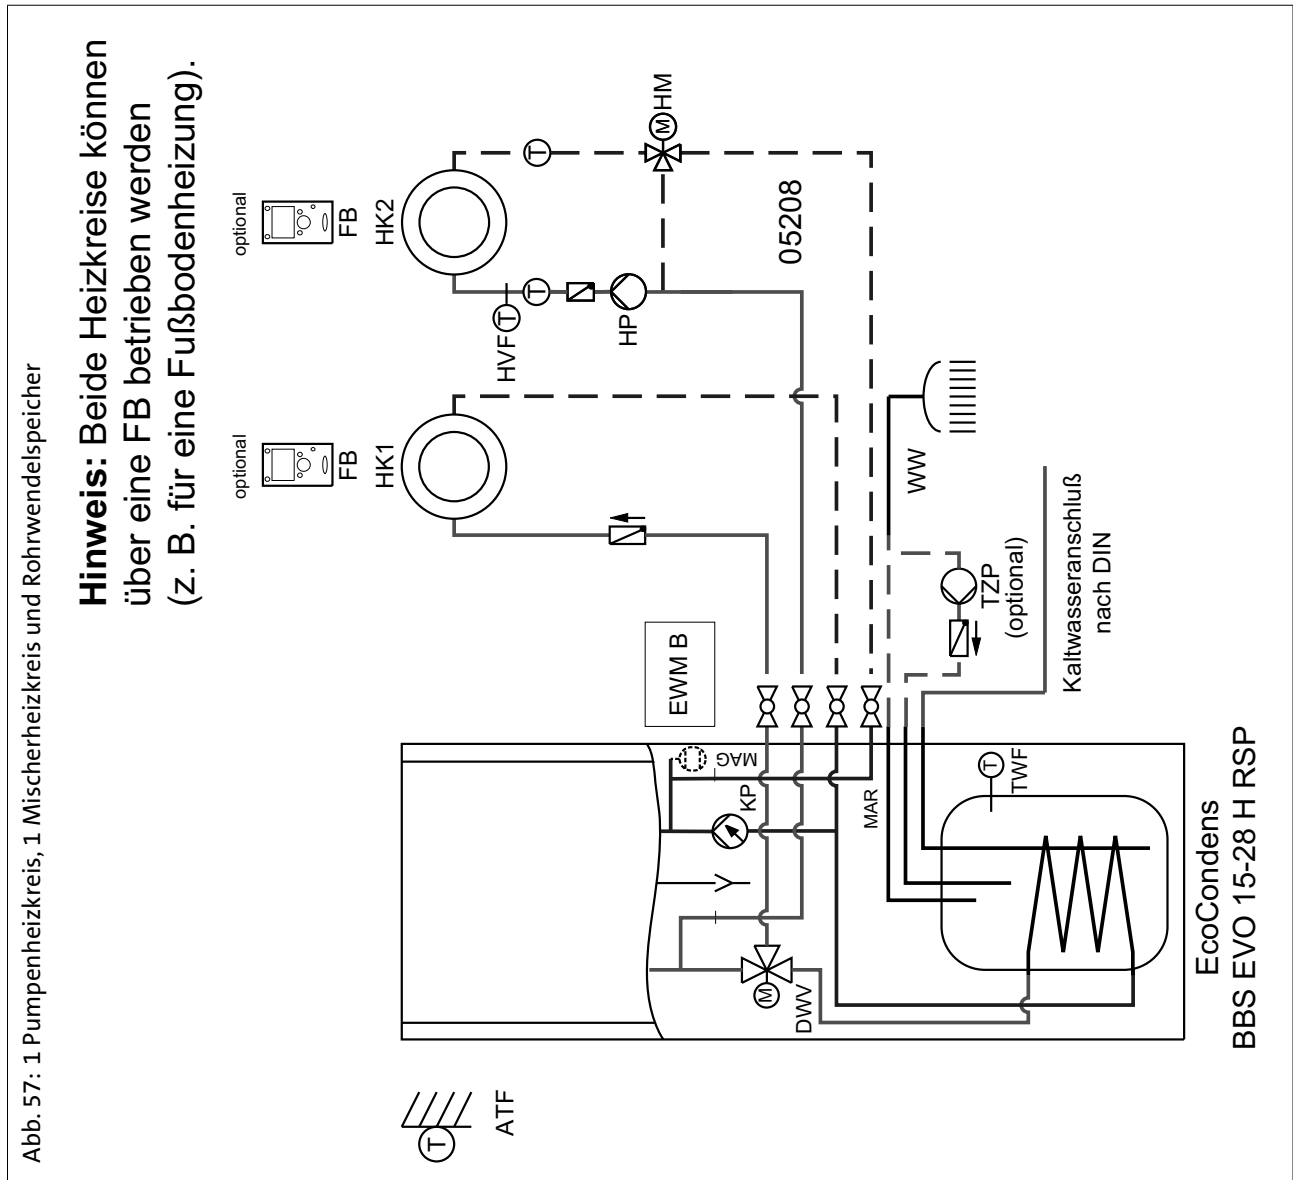 Abb. 57: 1 Pumpenheizkreis, 1 Mischerheizkreis und Rohrwendelspeicher
Hinweis: Beide Heizkreise können
über eine FB betrieben werden
(z. B. für eine Fußbodenheizung).
optional
FB
HK1
optional
FB
HK2
HVF
T
T
T
HP
M
HM
05208
EWM B
MAG
KP
MAR
M
DWV
WW
TZP
(optional)
Kaltwasseranschluß
nach DIN
T
TWF
T
ATF
EcoCondens
BBS EVO 15-28 H RSP